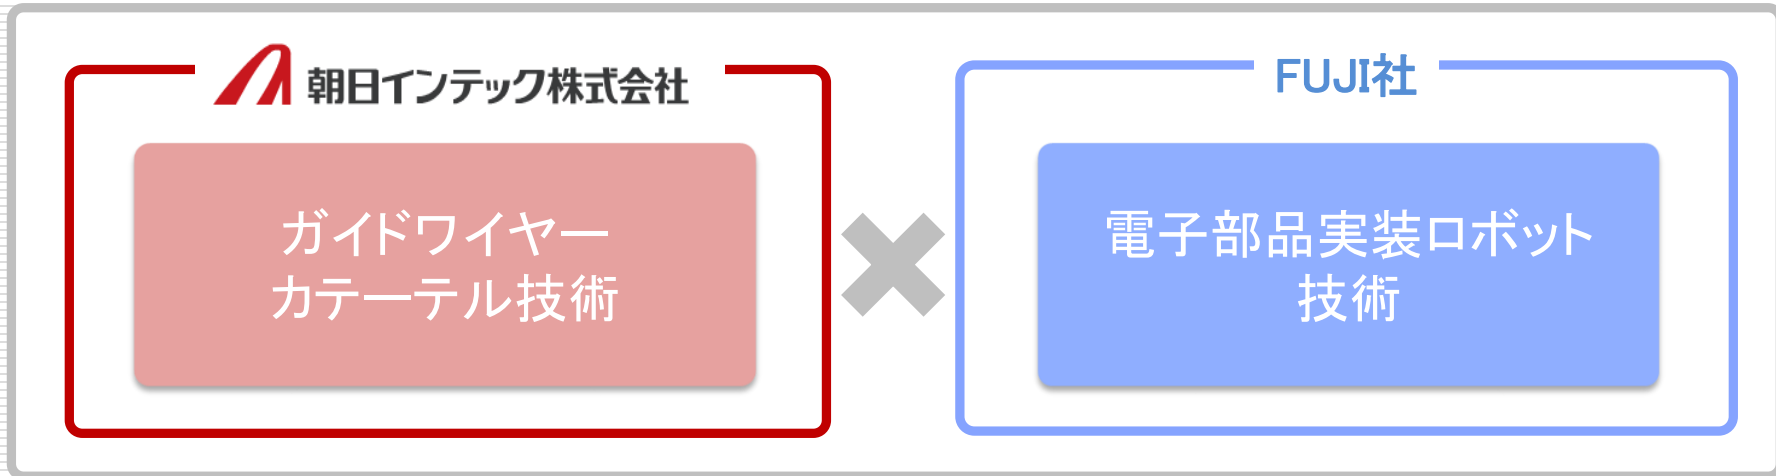 朝日インテック株式会社
ガイドワイヤー
カテーテル技術
FUJI社
電子部品実装ロボット
技術